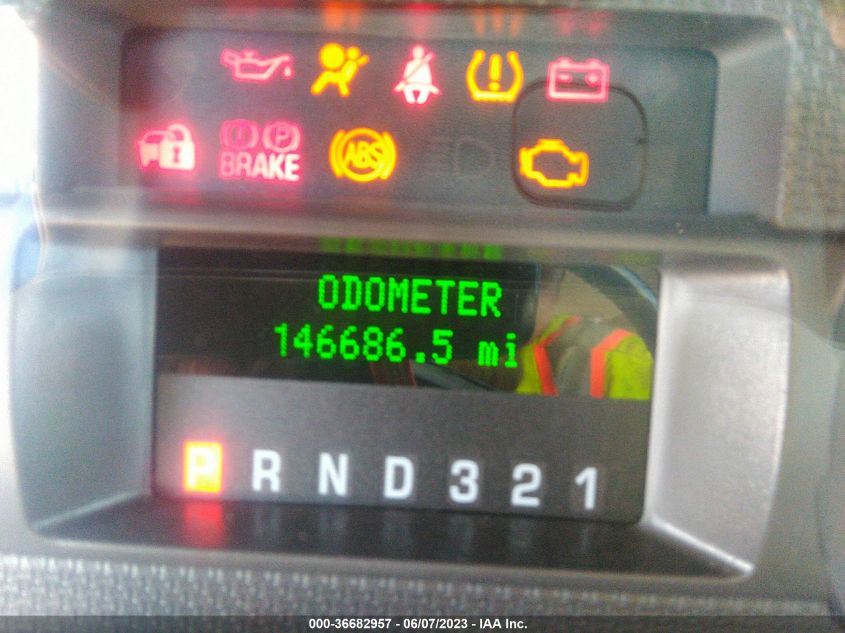 ABS
BRAKE
ODOMETER
146686.5 mi
P R N D 3 2 1
000-36682957 - 06/07/2023 - IAA Inc.